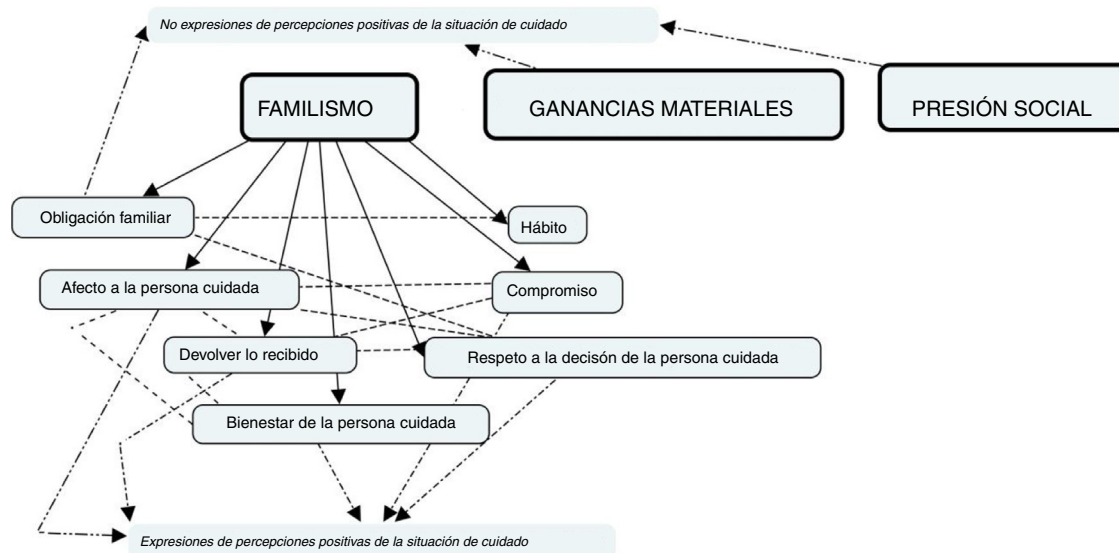 No expresiones de percepciones positivas de la situación de cuidado
FAMILISMO
GANANCIAS MATERIALES
PRESIÓN SOCIAL
Obligación familiar
Hábito
Afecto a la persona cuidada
Compromiso
Devolver lo recibido
Respeto a la decisón de la persona cuidada
Bienestar de la persona cuidada
Expresiones de percepciones positivas de la situación de cuidado